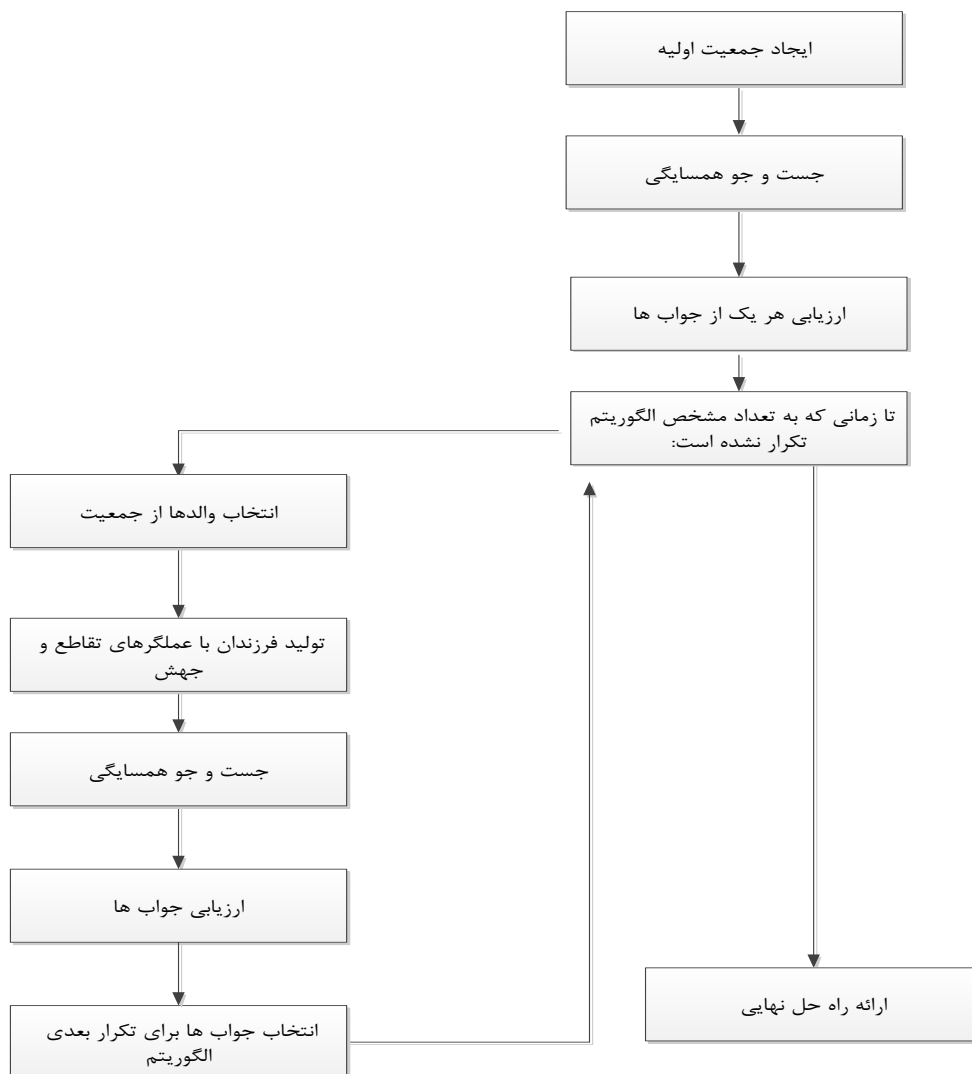 ایجاد جمعیت اولیه
جست و جو همسایگی
ارزیابی هر یک از جواب ها
تا زمانی که به تعداد مشخص الگوریتم
تکرار نشده است:
انتخاب والدها از جمعیت
تولید فرزندان با عملگرهای تقاطع و
جهش
جست و جو همسایگی
ارزیابی جواب ها
انتخاب جواب ها برای تکرار بعدی
الگوریتم
ارائه راه حل نهایی